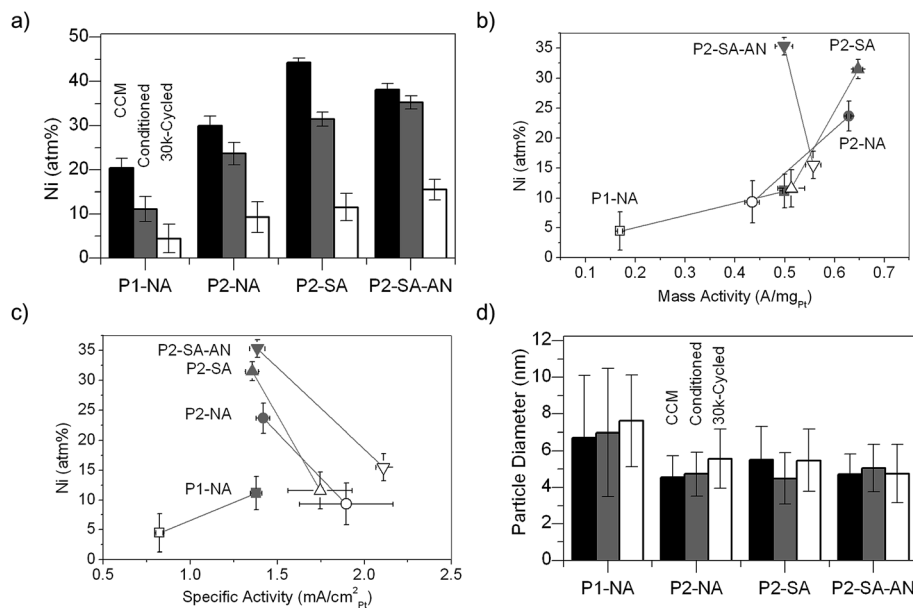 a)
Ni (atm%)
50
40
30
20
10
0
CCM
Conditioned
30k-Cycled
P1-NA
P2-NA
P2-SA
P2-SA-AN
b)
Ni (atm%)
35
30
25
20
15
10
5
0
P2-SA-AN
P2-SA
P2-NA
P1-NA
0.1
0.2
0.3
0.4
0.5
0.6
0.7
Mass Activity (A/mgPt)
c)
Ni (atm%)
35
30
25
20
15
10
5
0
P2-SA-AN
P2-SA
P2-NA
P1-NA
0.5
1.0
1.5
2.0
2.5
Specific Activity (mA/cm²Pt)
d)
Particle Diameter (nm)
12
10
8
6
4
2
0
CCM
Conditioned
30k-Cycled
P1-NA
P2-NA
P2-SA
P2-SA-AN